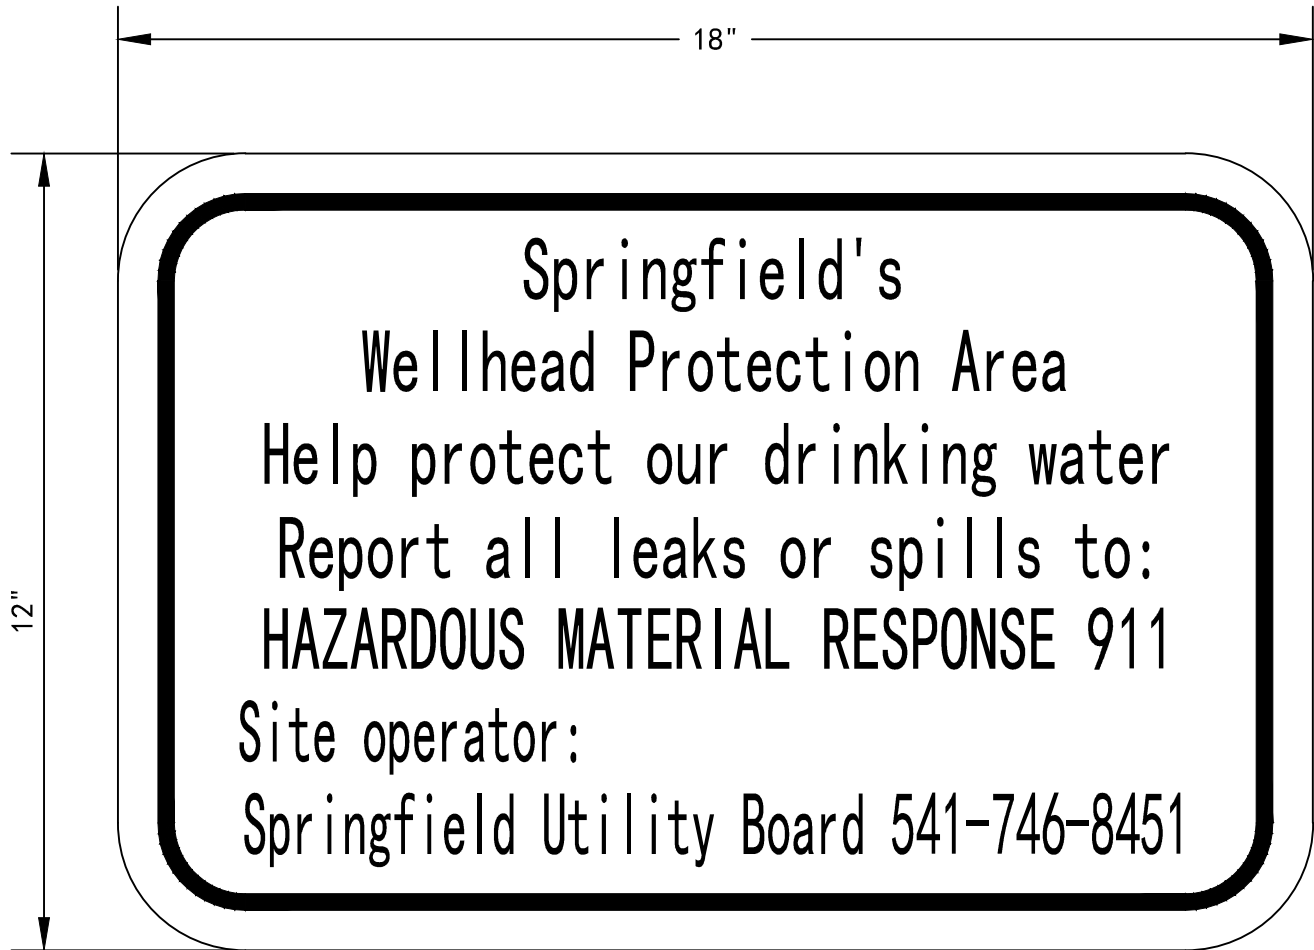 18"
12"
Springfield's
Wellhead Protection Area
Help protect our drinking water
Report all leaks or spills to:
HAZARDOUS MATERIAL RESPONSE 911
Site operator:
Springfield Utility Board 541-746-8451